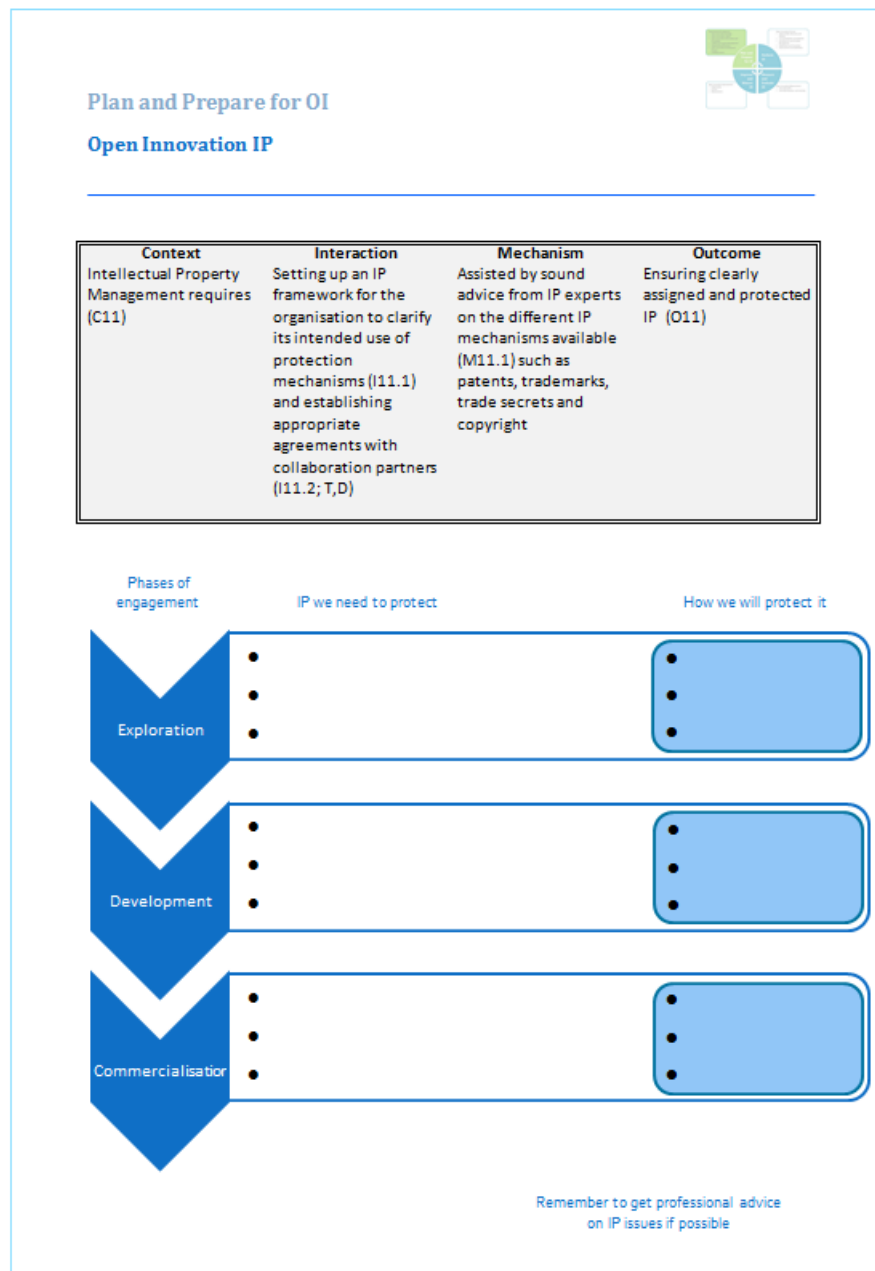 Plan and Prepare for OI
Open Innovation IP
Context
Intellectual Property
Management requires
(C11)
Interaction
Setting up an IP
framework for the
organisation to clarify
its intended use of
protection
mechanisms (I11.1)
and establishing
appropriate
agreements with
collaboration partners
(I11.2; T,D)
Mechanism
Assisted by sound
advice from IP experts
on the different IP
mechanisms available
(M11.1) such as
patents, trademarks,
trade secrets and
copyright
Outcome
Ensuring clearly
assigned and protected
IP (O11)
Phases of
engagement
IP we need to protect
How we will protect it
Exploration
Development
Commercialisation
Remember to get professional advice
on IP issues if possible